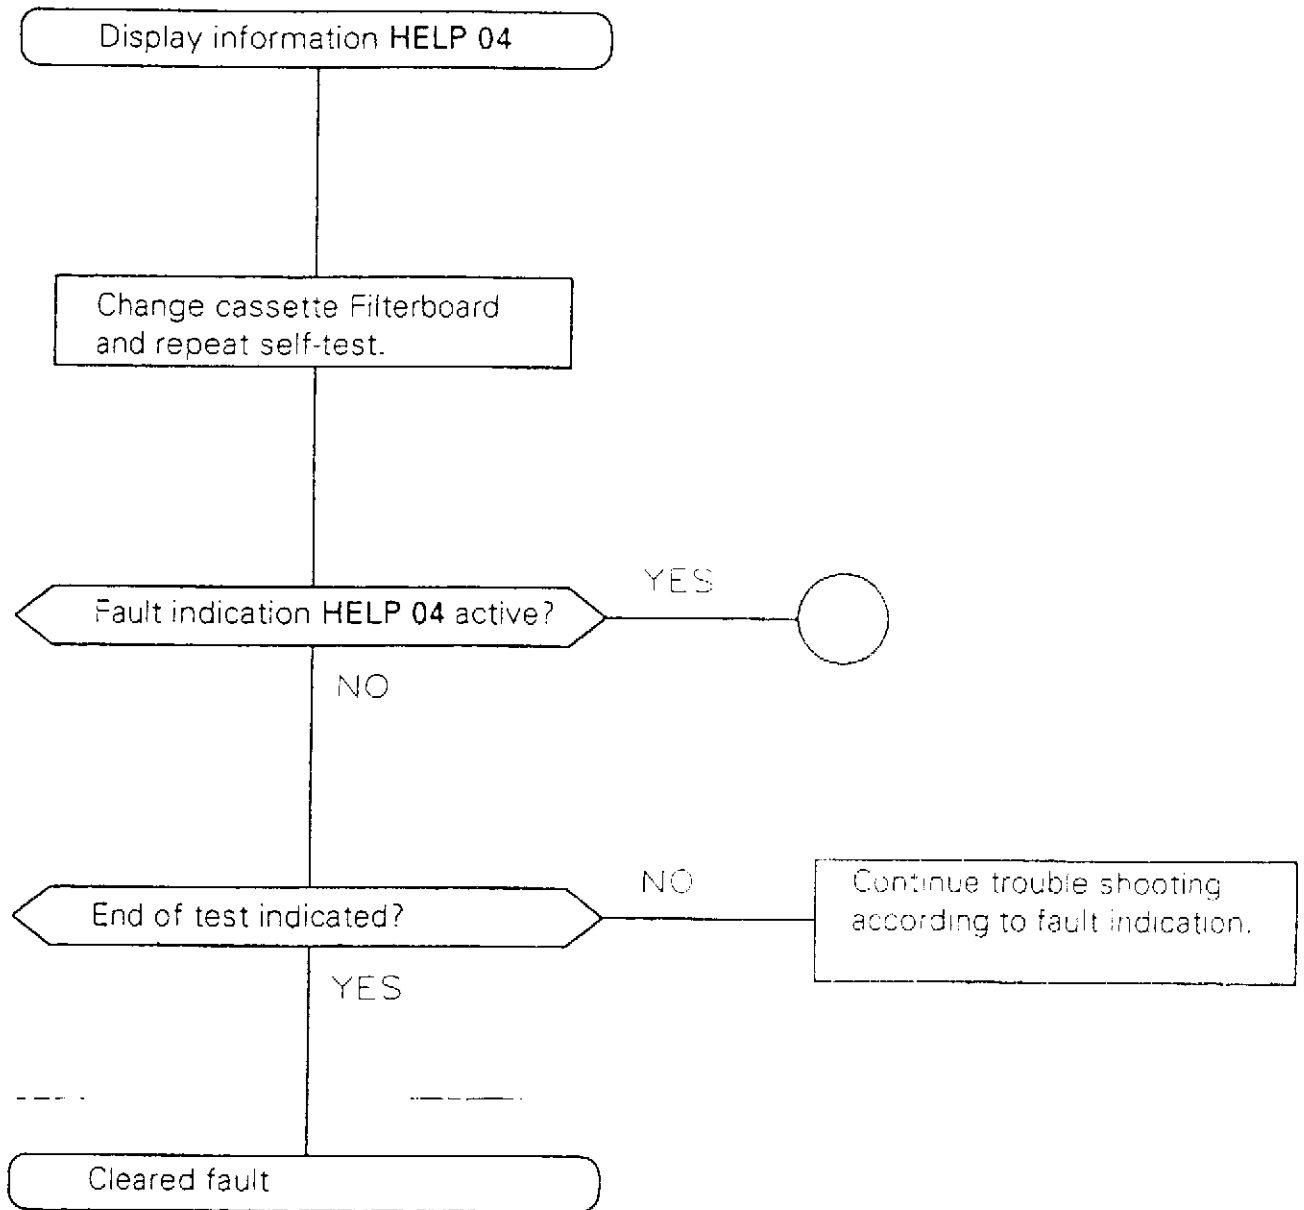 Display information HELP 04
Change cassette Filterboard
and repeat self-test.
YES
Fault indication HELP 04 active?
NO
NO
Continue trouble shooting
according to fault indication.
End of test indicated?
YES
Cleared fault